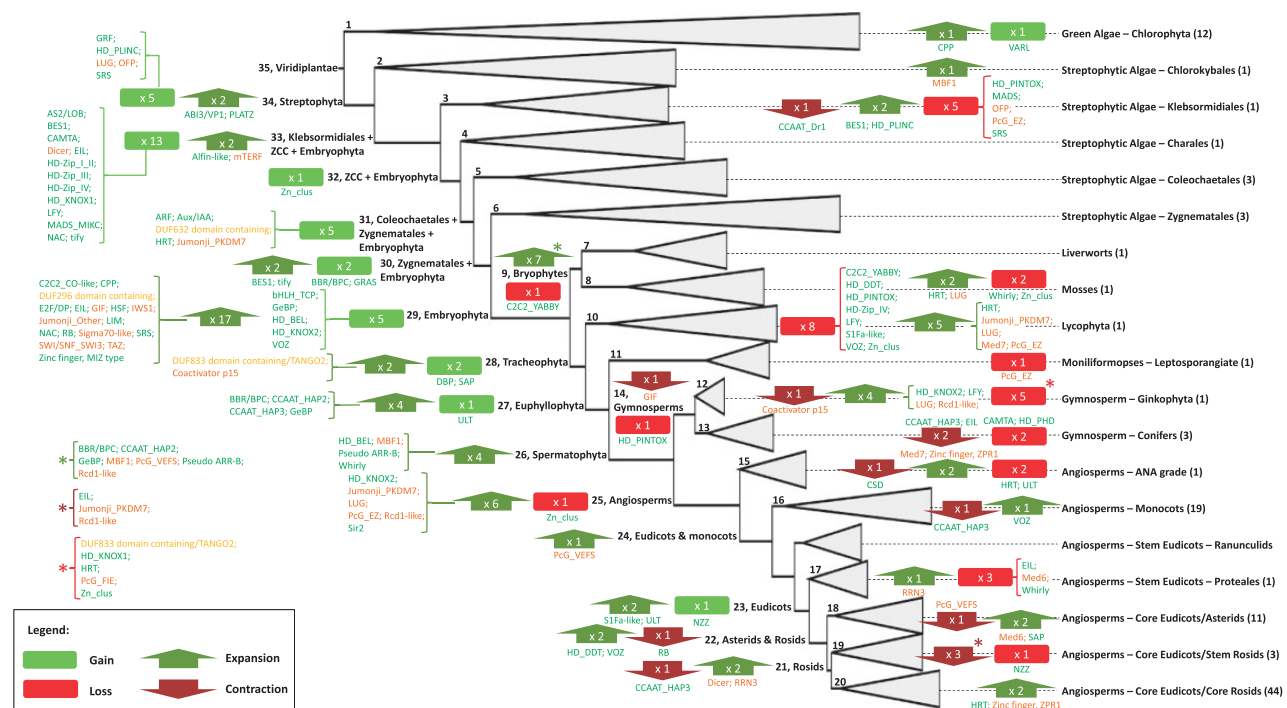 1
x 1
x 1
Green Algae – Chlorophyta (12)
CPP
VARL
GRF;
HD_PLINC;
LUG; OFP;
SRS
35, Viridiplantae
2
x 1
Streptophytic Algae – Chlorokybales (1)
MBF1
x 5
x 2
34, Streptophyta
ABI3/VP1; PLATZ
3
x 1
x 2
x 5
HD_PINTOX;
MADS;
OFP;
PcG_EZ;
SRS
Streptophytic Algae – Klebsormidiales (1)
CCAAT_Dr1
BES1; HD_PLINC
AS2/LOB;
BES1;
CAMTA;
Dicer; EIL;
HD-Zip_I_II;
HD-Zip_III;
HD-Zip_IV;
HD_KNOX1;
LFY;
MADS_MIKC;
NAC; tify
x 13
x 2
Alfin-like; mTERF
33, Klebsormidiales +
ZCC + Embryophyta
4
Streptophytic Algae – Charales (1)
x 1
Zn_clus
32, ZCC + Embryophyta
5
Streptophytic Algae – Coleochaetales (3)
ARF; Aux/IAA;
DUF632 domain containing;
HRT; Jumonji_PKDM7
x 5
31, Coleochaetales +
Zygnematales +
Embryophyta
6
Streptophytic Algae – Zygnematales (3)
x 2
x 2
BES1; tify
BBR/BPC; GRAS
30, Zygnematales +
Embryophyta
x 7
*
9, Bryophytes
x 1
C2C2_YABBY
7
Liverworts (1)
8
x 2
x 2
Mosses (1)
HRT; LUG
Whirly; Zn_clus
C2C2_CO-like; CPP;
DUF296 domain containing;
E2F/DP; EIL; GIF; HSF; IWS1;
Jumonji_Other; LIM;
NAC; RB; Sigma70-like; SRS;
SWI/SNF_SWI3; TAZ;
Zinc finger, MIZ type
x 17
bHLH_TCP;
GeBP;
HD_BEL;
HD_KNOX2;
VOZ
x 5
29, Embryophyta
10
x 8
C2C2_YABBY;
HD_DDT;
HD_PINTOX;
HD-Zip_IV;
LFY;
S1Fa-like;
VOZ; Zn_clus
x 5
HRT;
Jumonji_PKDM7;
LUG;
Med7; PcG_EZ
Lycophyta (1)
DUF833 domain containing/TANGO2;
Coactivator p15
x 2
x 2
DBP; SAP
28, Tracheophyta
11
x 1
PcG_EZ
Moniliformopses – Leptosporangiate (1)
BBR/BPC; CCAAT_HAP2;
CCAAT_HAP3; GeBP
x 4
x 1
ULT
27, Euphyllophyta
x 1
GIF
14,
Gymnosperms
x 1
HD_PINTOX
12
x 1
Coactivator p15
x 4
HD_KNOX2; LFY;
LUG; Rcd1-like;
x 5
*
Gymnosperm – Ginkophyta (1)
13
CCAAT_HAP3; EIL
x 2
Med7; Zinc finger, ZPR1
CAMTA; HD_PHD
x 2
Gymnosperm – Conifers (3)
*
BBR/BPC; CCAAT_HAP2;
GeBP; MBF1; PcG_VEFS; Pseudo ARR-B;
Rcd1-like
HD_BEL; MBF1;
Pseudo ARR-B;
Whirly
x 4
26, Spermatophyta
15
x 1
CSD
x 2
x 2
HRT; ULT
Angiosperms – ANA grade (1)
*
EIL;
Jumonji_PKDM7;
Rcd1-like
HD_KNOX2;
Jumonji_PKDM7;
LUG;
PcG_EZ; Rcd1-like;
Sir2
x 6
x 1
Zn_clus
25, Angiosperms
16
x 1
CCAAT_HAP3
x 1
VOZ
Angiosperms – Monocots (19)
x 1
PcG_VEFS
24, Eudicots & monocots
Angiosperms – Stem Eudicots – Ranunculids
*
DUF833 domain containing/TANGO2;
HD_KNOX1;
HRT;
PcG_FIE;
Zn_clus
17
x 1
RRN3
x 3
EIL;
Med6;
Whirly
Angiosperms – Stem Eudicots – Proteales (1)
x 2
S1Fa-like; ULT
x 1
NZZ
23, Eudicots
18
PcG_VEFS
x 1
x 2
Med6; SAP
Angiosperms – Core Eudicots/Asterids (11)
x 2
HD_DDT; VOZ
x 1
RB
22, Asterids & Rosids
19
x 3
*
x 1
NZZ
Angiosperms – Core Eudicots/Stem Rosids (3)
x 1
CCAAT_HAP3
x 2
Dicer; RRN3
21, Rosids
20
x 2
HRT; Zinc finger, ZPR1
Angiosperms – Core Eudicots/Core Rosids (44)
Legend:
Gain
Expansion
Loss
Contraction